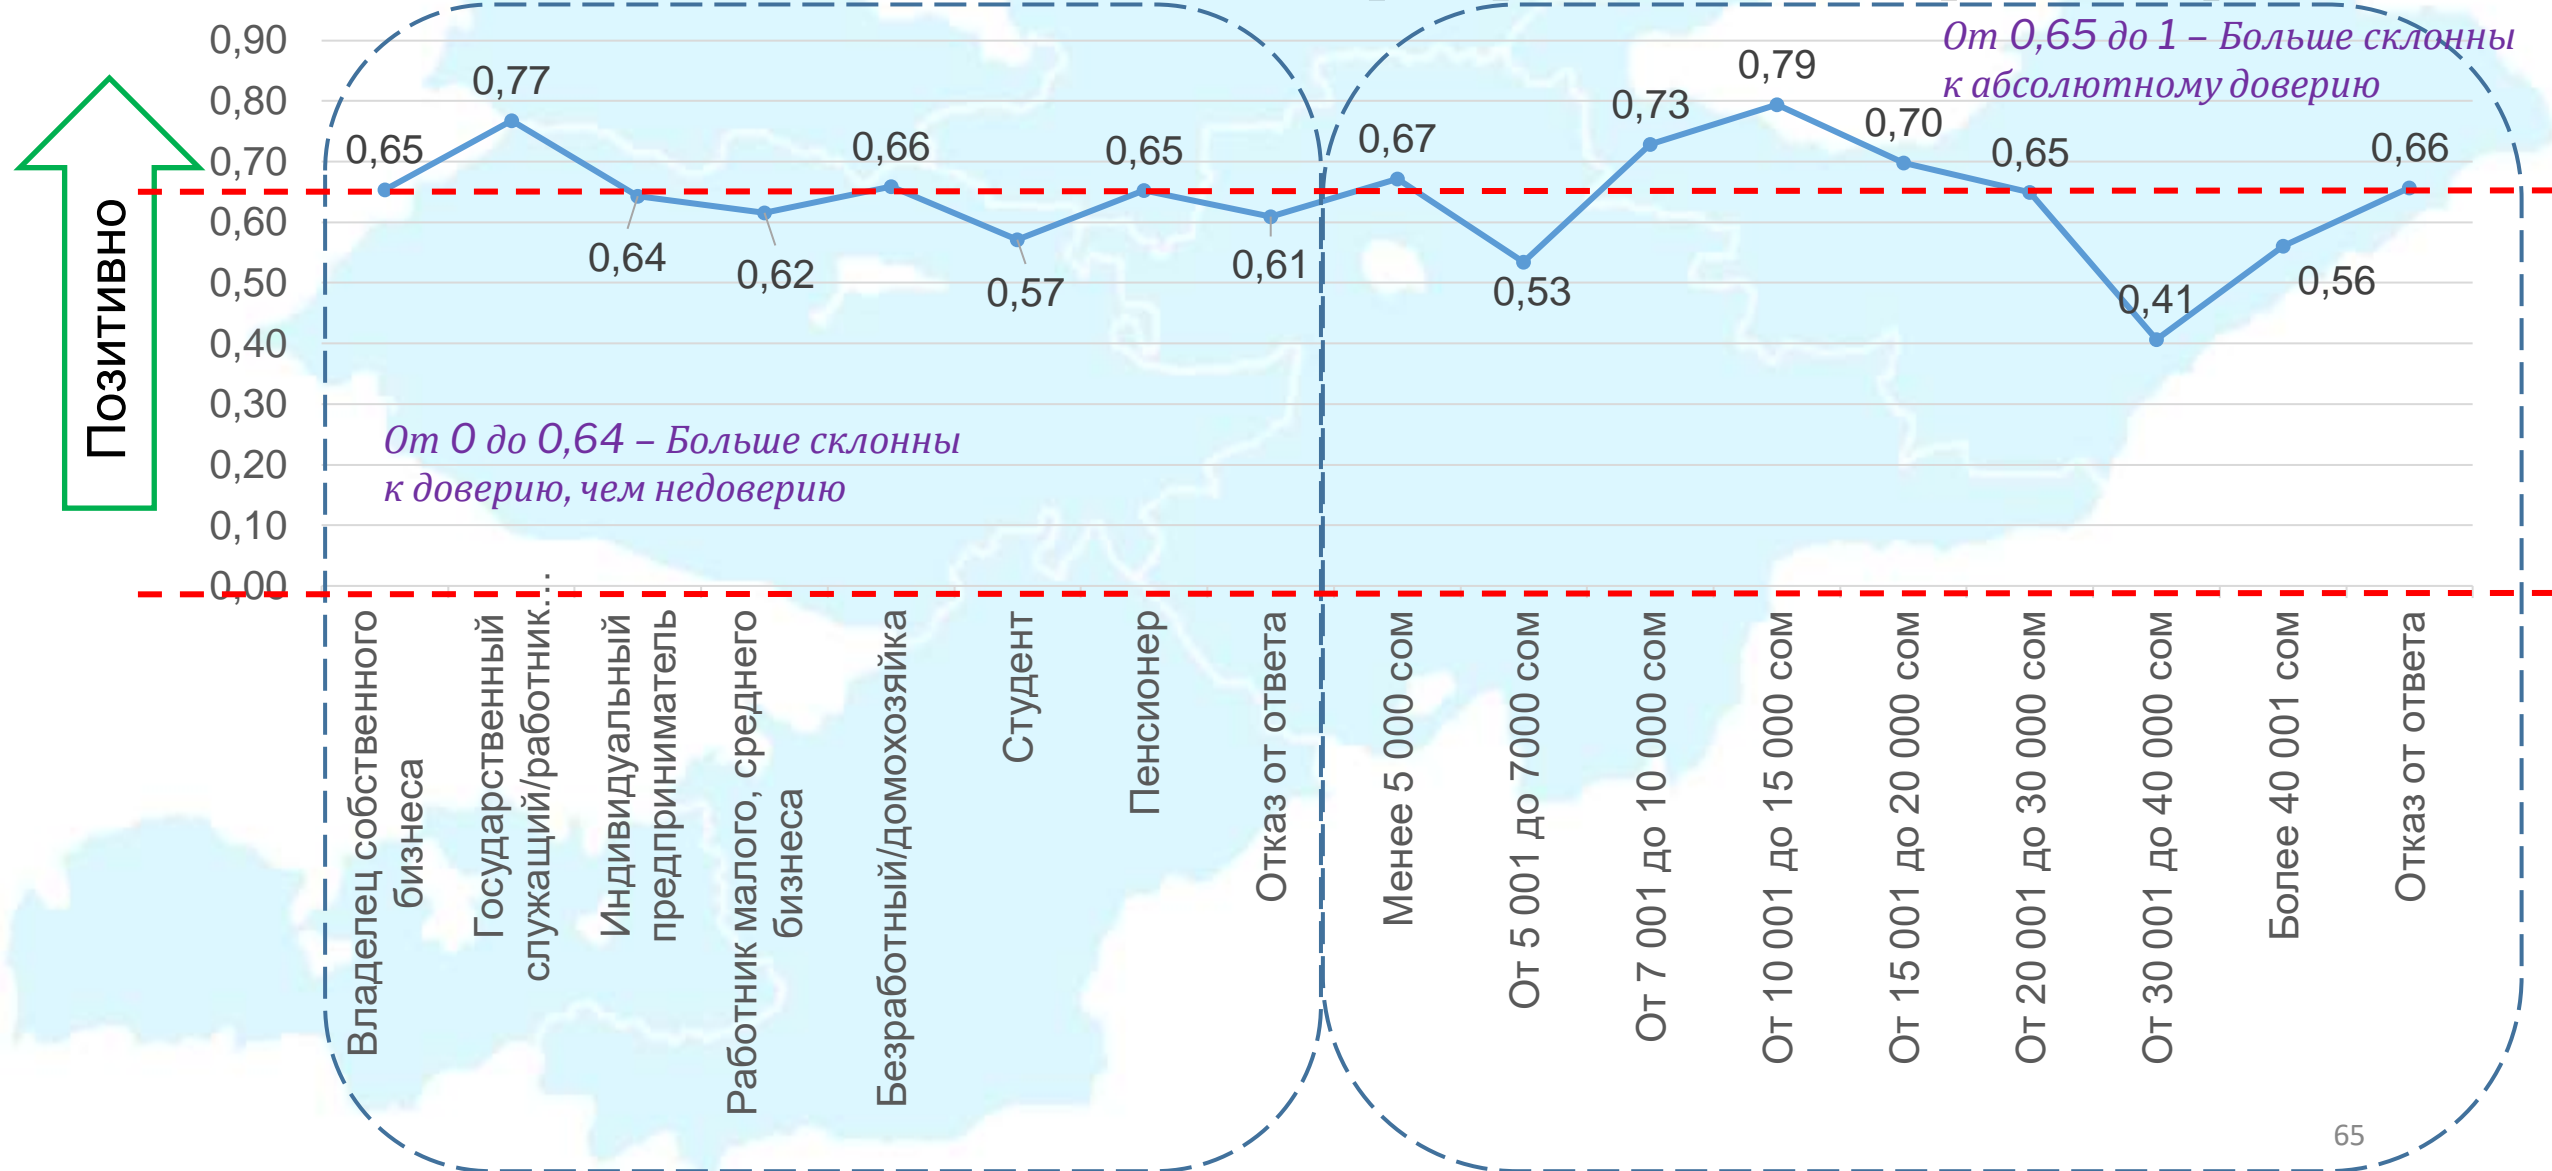 От 0,65 до 1 – Больше склонны
к абсолютному доверию
0,90
0,80
0,70
0,60
0,50
0,40
0,30
0,20
0,10
0,00
Позитивно
0,65
0,77
0,64
0,62
0,66
0,57
0,65
0,61
0,67
0,53
0,73
0,79
0,70
0,65
0,41
0,56
0,66
От 0 до 0,64 – Больше склонны
к доверию, чем недоверию
Владелец собственного
бизнеса
Государственный
служащий/работник…
Индивидуальный
предприниматель
Работник малого, среднего
бизнеса
Безработный/домохозяйка
Студент
Пенсионер
Отказ от ответа
Менее 5 000 сом
От 5 001 до 7000 сом
От 7 001 до 10 000 сом
От 10 001 до 15 000 сом
От 15 001 до 20 000 сом
От 20 001 до 30 000 сом
От 30 001 до 40 000 сом
Более 40 001 сом
Отказ от ответа
65